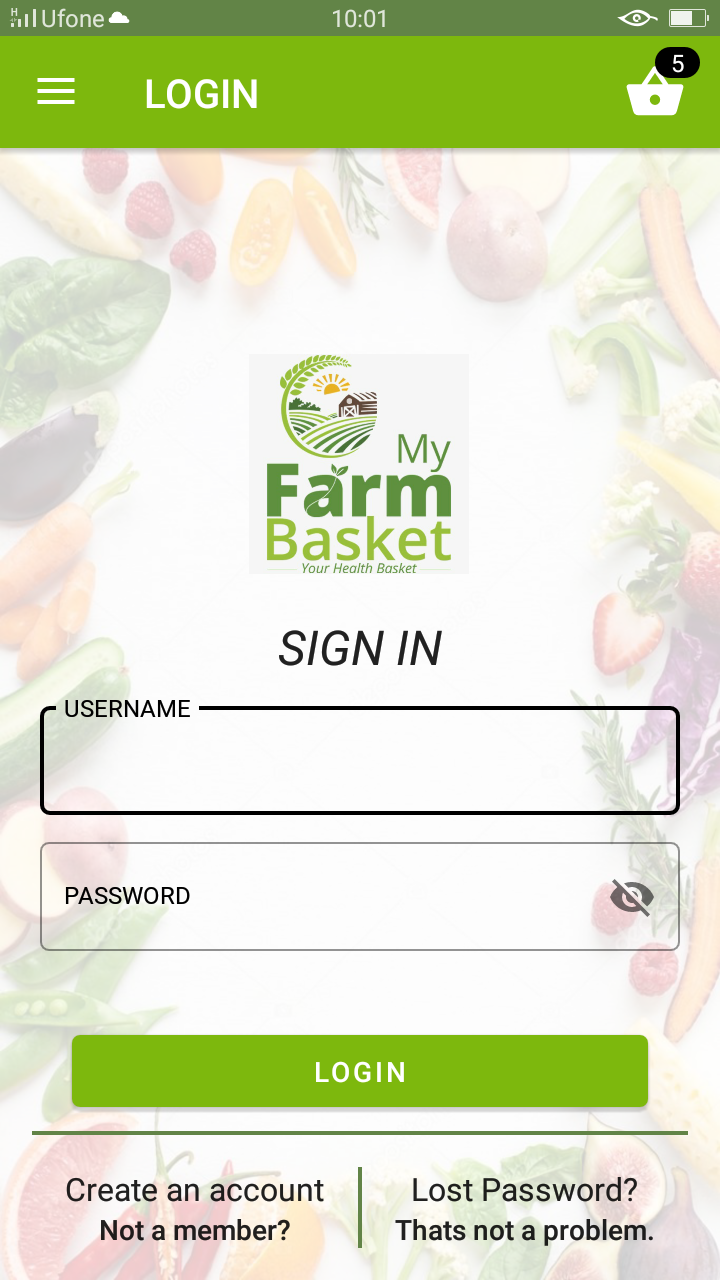 Ufone 10:01
LOGIN 5
My
Farm
Basket
Your Health Basket
SIGN IN
USERNAME
PASSWORD
LOGIN
Create an account
Not a member?
Lost Password?
Thats not a problem.